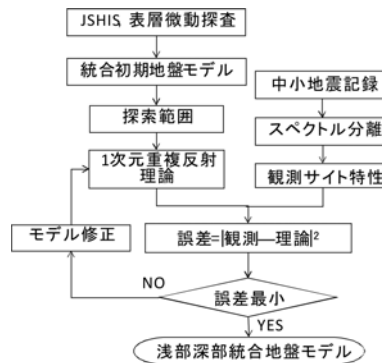 JSHIS, 表層微動探査
統合初期地盤モデル
探索範囲
1次元重複反射
理論
中小地震記録
スペクトル分離
観測サイト特性
モデル修正
誤差=|観測—理論|²
NO
誤差最小
YES
浅部深部統合地盤モデル